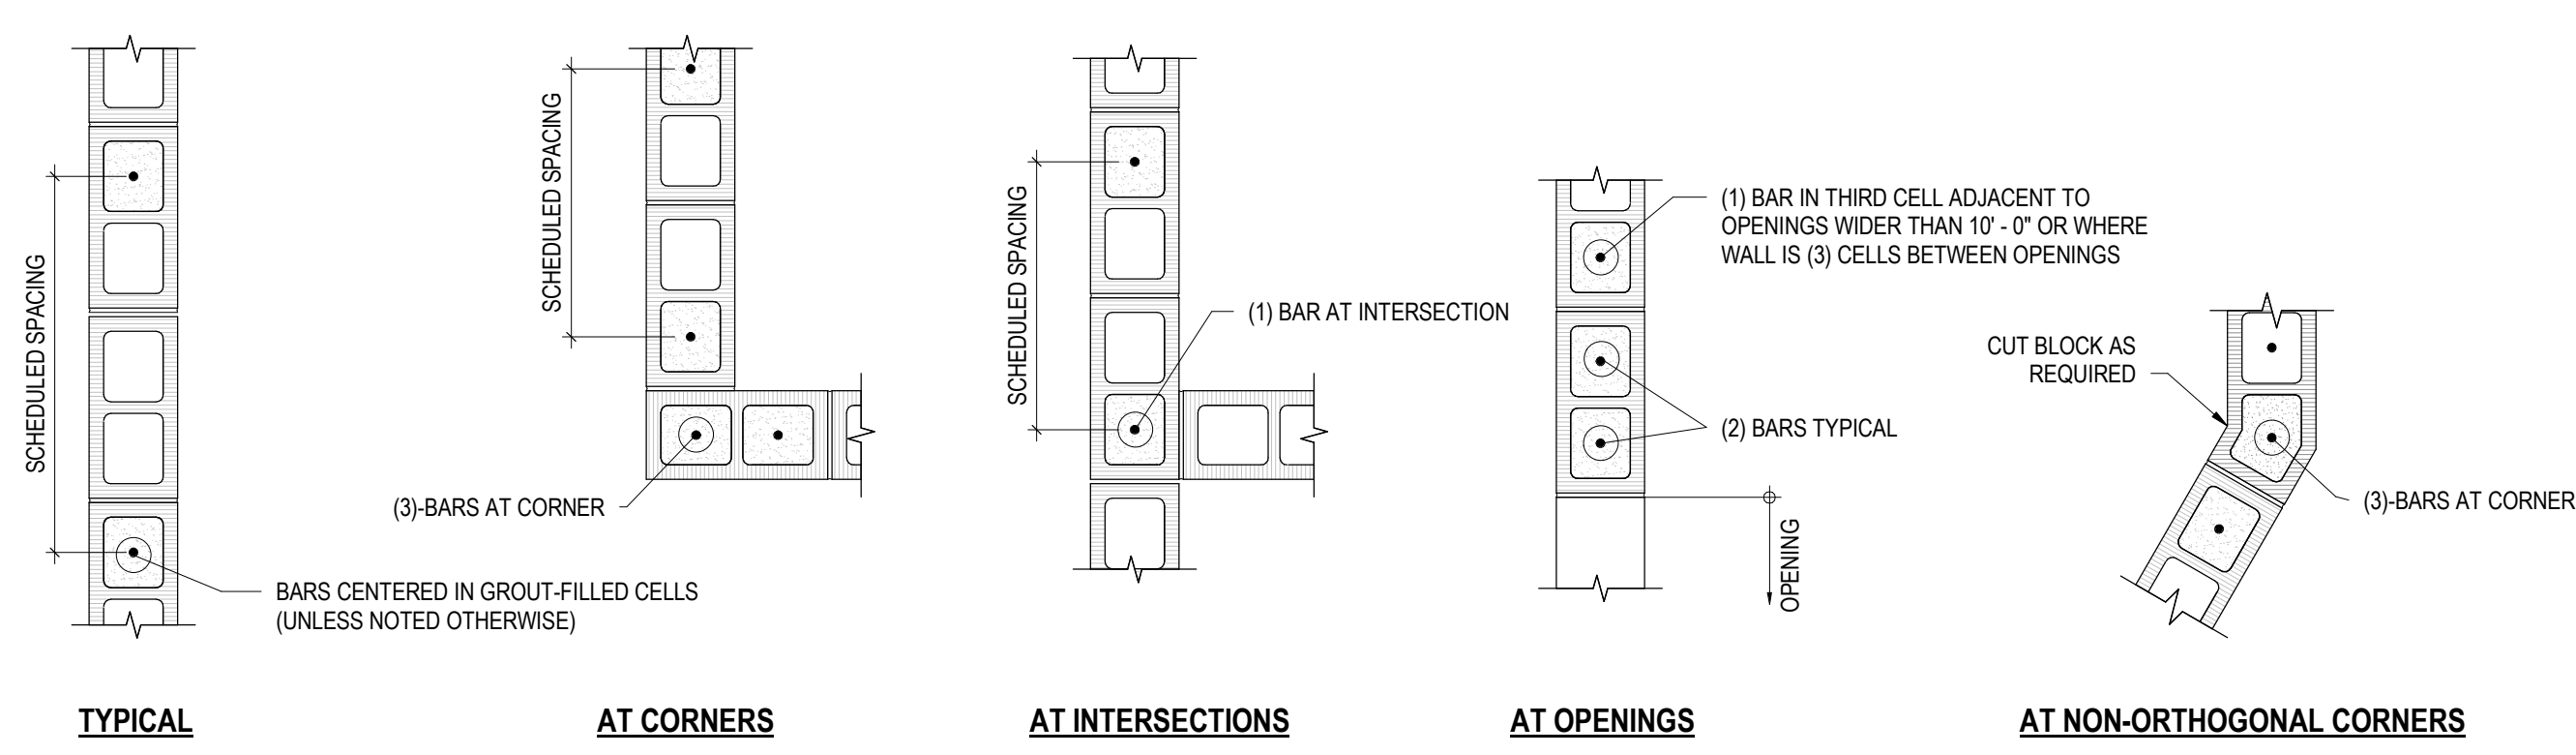 SCHEDULED SPACING
BARS CENTERED IN GROUT-FILLED CELLS
(UNLESS NOTED OTHERWISE)
TYPICAL
SCHEDULED SPACING
(3)-BARS AT CORNER
AT CORNERS
SCHEDULED SPACING
(1) BAR AT INTERSECTION
AT INTERSECTIONS
(1) BAR IN THIRD CELL ADJACENT TO
OPENINGS WIDER THAN 10' - 0" OR WHERE
WALL IS (3) CELLS BETWEEN OPENINGS
(2) BARS TYPICAL
OPENING
AT OPENINGS
CUT BLOCK AS
REQUIRED
(3)-BARS AT CORNER
AT NON-ORTHOGONAL CORNERS